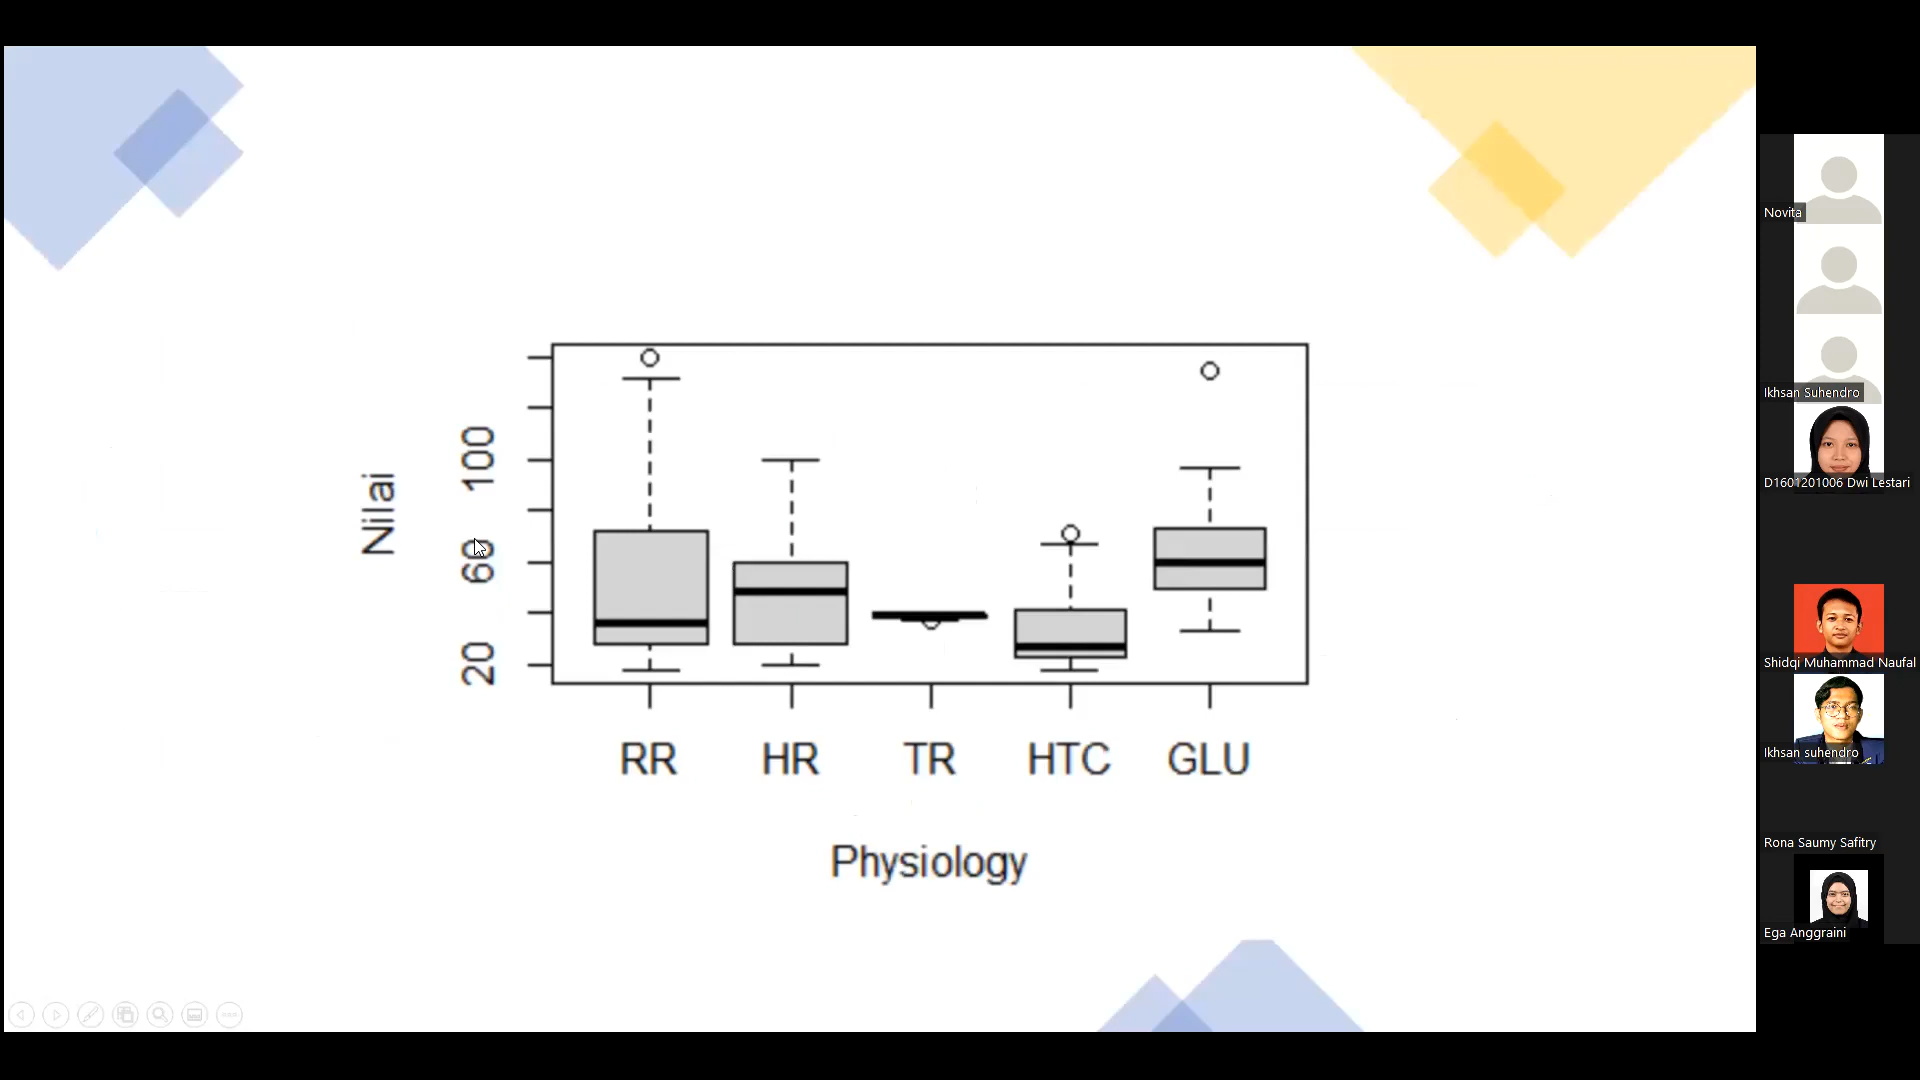 Nilai
100
60
20
RR HR TR HTC GLU
Physiology
Novita
Ikhsan Suhendro
D1601201006 Dwi Lestari
Shidqi Muhammad Naufal
Ikhsan suhendro
Rona Saumy Safitry
Ega Anggraini